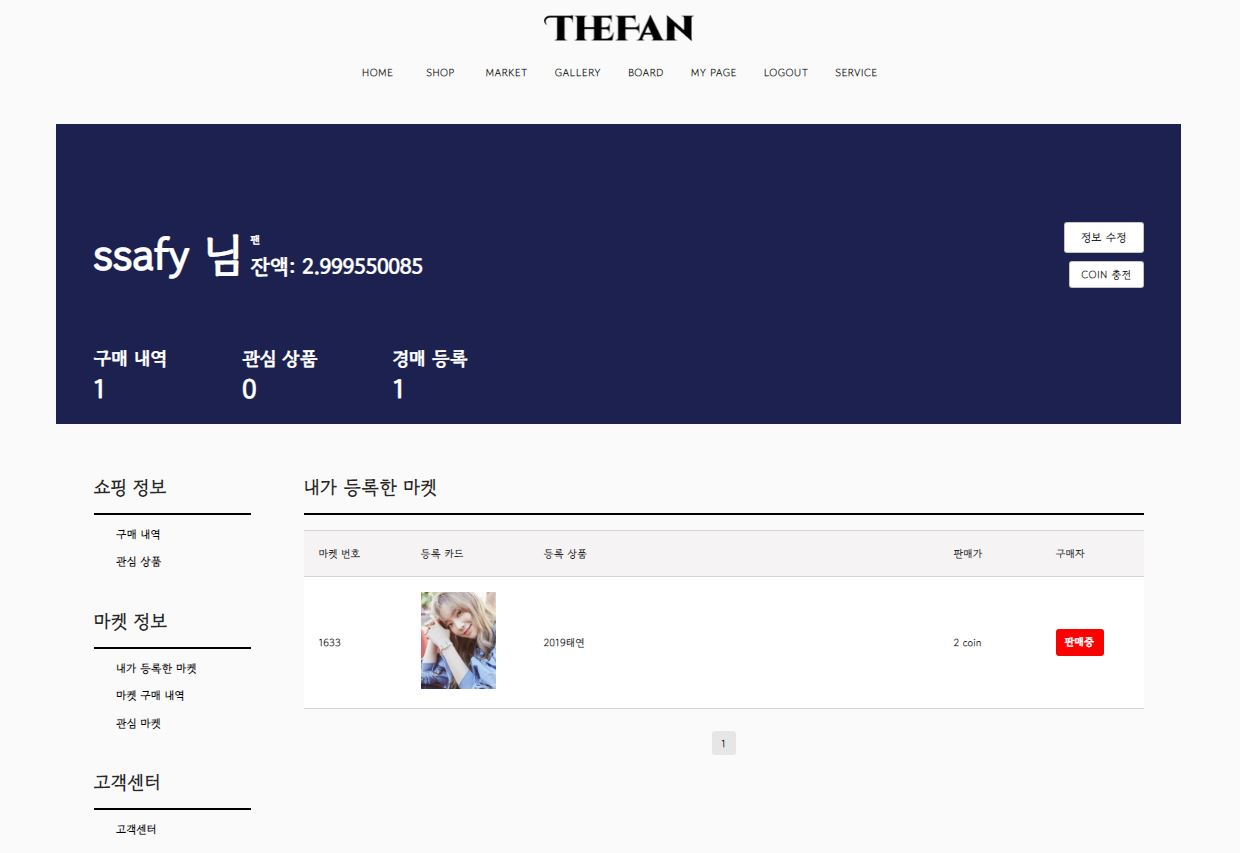 THEFAN
HOME SHOP MARKET GALLERY BOARD MY PAGE LOGOUT SERVICE
ssafy 님 팬
잔액: 2.999550085
정보 수정
COIN 충전
구매 내역 관심 상품 경매 등록
1 0 1
쇼핑 정보
구매 내역
관심 상품
마켓 정보
내가 등록한 마켓
마켓 구매 내역
관심 마켓
고객센터
고객센터
내가 등록한 마켓
마켓 번호 등록 카드 등록 상품 판매가 구매자
1633 2019태연 2 coin 판매중
1